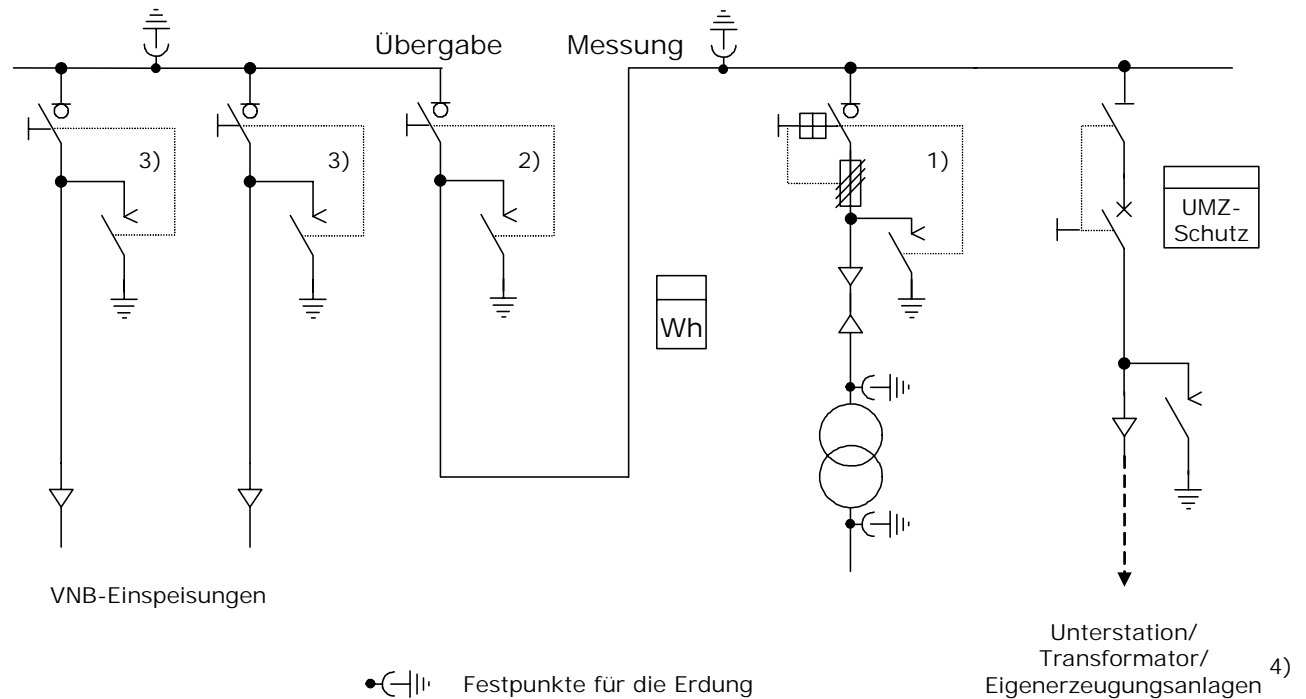 Übergabe
Messung
3)
3)
2)
1)
UMZ-
Schutz
Wh
VNB-Einspeisungen
Unterstation/
Transformator/
Eigenerzeugungsanlagen 4)
Festpunkte für die Erdung